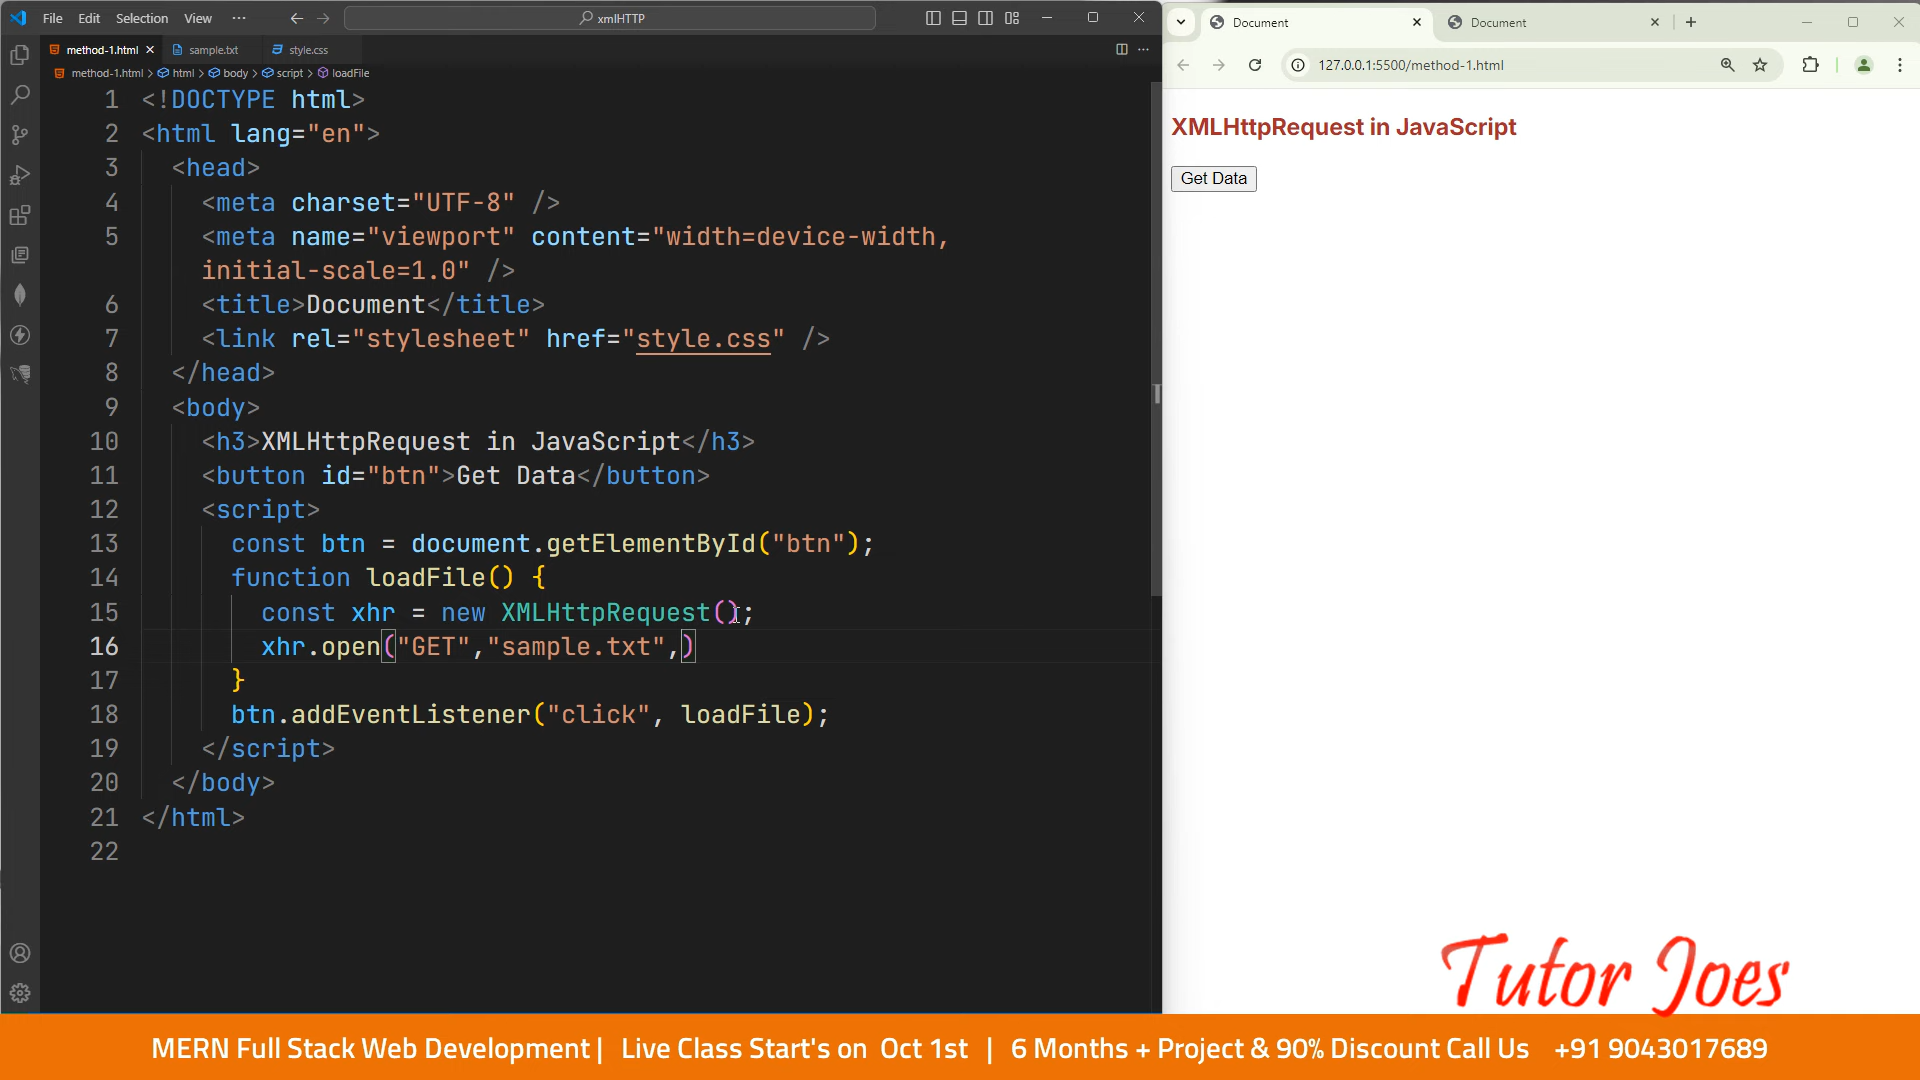 File Edit Selection View ··· xmlHTTP
method-1.html sample.txt style.css
method-1.html > html > body > script > loadFile
1 <!DOCTYPE html>
2 <html lang="en">
3 <head>
4 <meta charset="UTF-8" />
5 <meta name="viewport" content="width=device-width,
initial-scale=1.0" />
6 <title>Document</title>
7 <link rel="stylesheet" href="style.css" />
8 </head>
9 <body>
10 <h3>XMLHttpRequest in JavaScript</h3>
11 <button id="btn">Get Data</button>
12 <script>
13 const btn = document.getElementById("btn");
14 function loadFile() {
15 const xhr = new XMLHttpRequest();
16 xhr.open("GET","sample.txt",)
17 }
18 btn.addEventListener("click", loadFile);
19 </script>
20 </body>
21 </html>
22
Document Document
127.0.0.1:5500/method-1.html
XMLHttpRequest in JavaScript
Get Data
Tutor Joes
MERN Full Stack Web Development | Live Class Start's on Oct 1st | 6 Months + Project & 90% Discount Call Us +91 9043017689